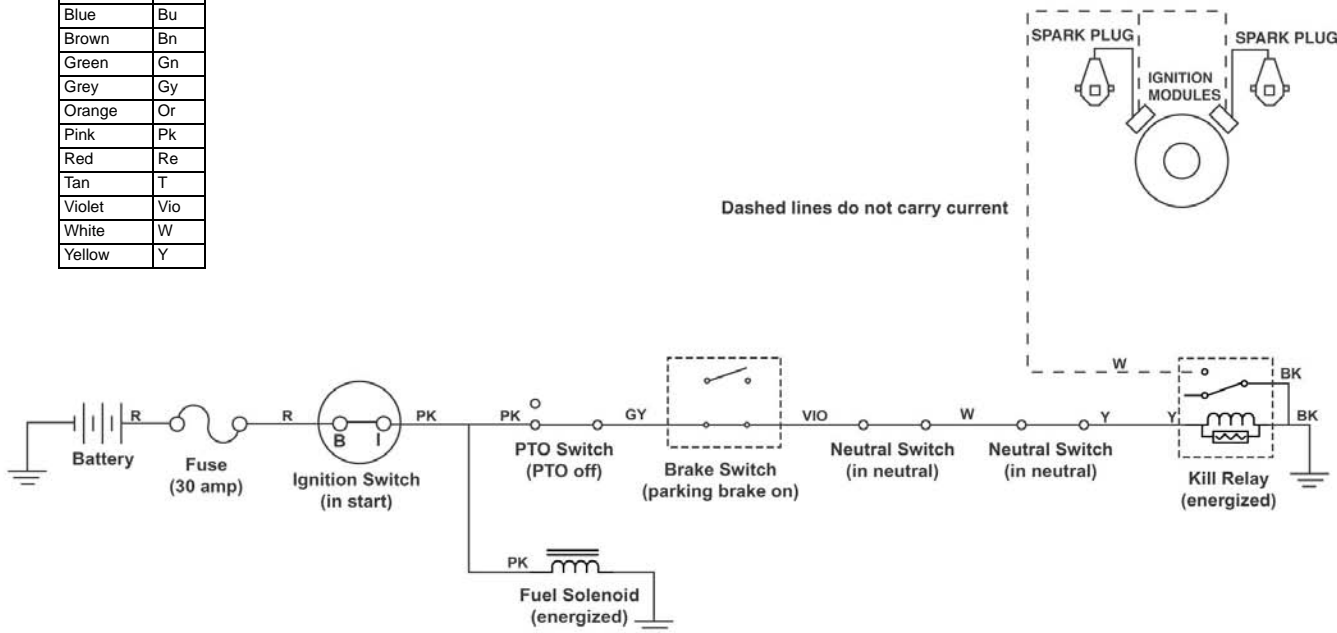 Blue Bu
Brown Bn
Green Gn
Grey Gy
Orange Or
Pink Pk
Red Re
Tan T
Violet Vio
White W
Yellow Y
SPARK PLUG
SPARK PLUG
IGNITION
MODULES
Dashed lines do not carry current
W
BK
R
R
B
I
PK
PK
GY
VIO
W
Y
Y
BK
Battery
Fuse
(30 amp)
Ignition Switch
(in start)
PTO Switch
(PTO off)
Brake Switch
(parking brake on)
Neutral Switch
(in neutral)
Neutral Switch
(in neutral)
Kill Relay
(energized)
PK
Fuel Solenoid
(energized)